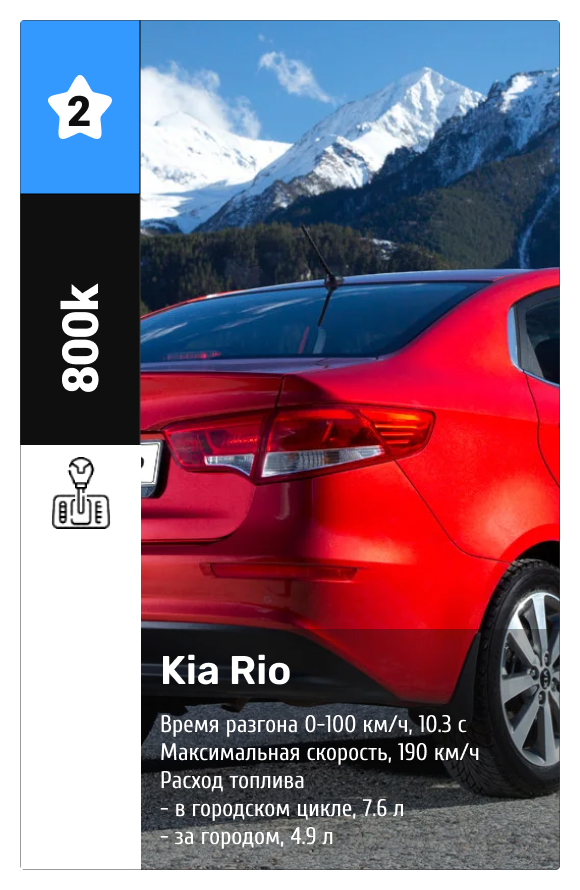 2
800k
Kia Rio
Время разгона 0-100 км/ч, 10.3 с
Максимальная скорость, 190 км/ч
Расход топлива
- в городском цикле, 7.6 л
- за городом, 4.9 л